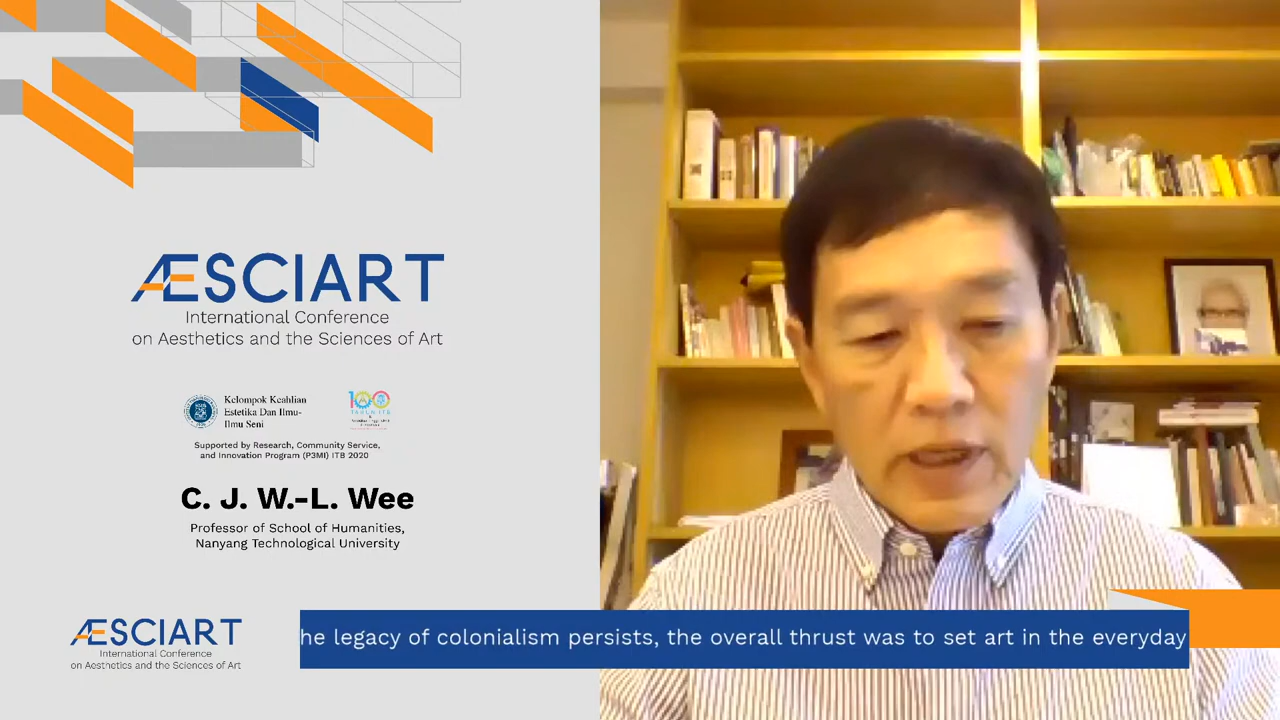 ÆSCIART
International Conference
on Aesthetics and the Sciences of Art
Kelompok Keahlian
Estetika Dan Ilmu-
Ilmu Seni
100
TAHUN ITB
Supported by Research, Community Service,
and Innovation Program (P3MI) ITB 2020
C. J. W.-L. Wee
Professor of School of Humanities,
Nanyang Technological University
ÆSCIART
International Conference
on Aesthetics and the Sciences of Art
he legacy of colonialism persists, the overall thrust was to set art in the everyday